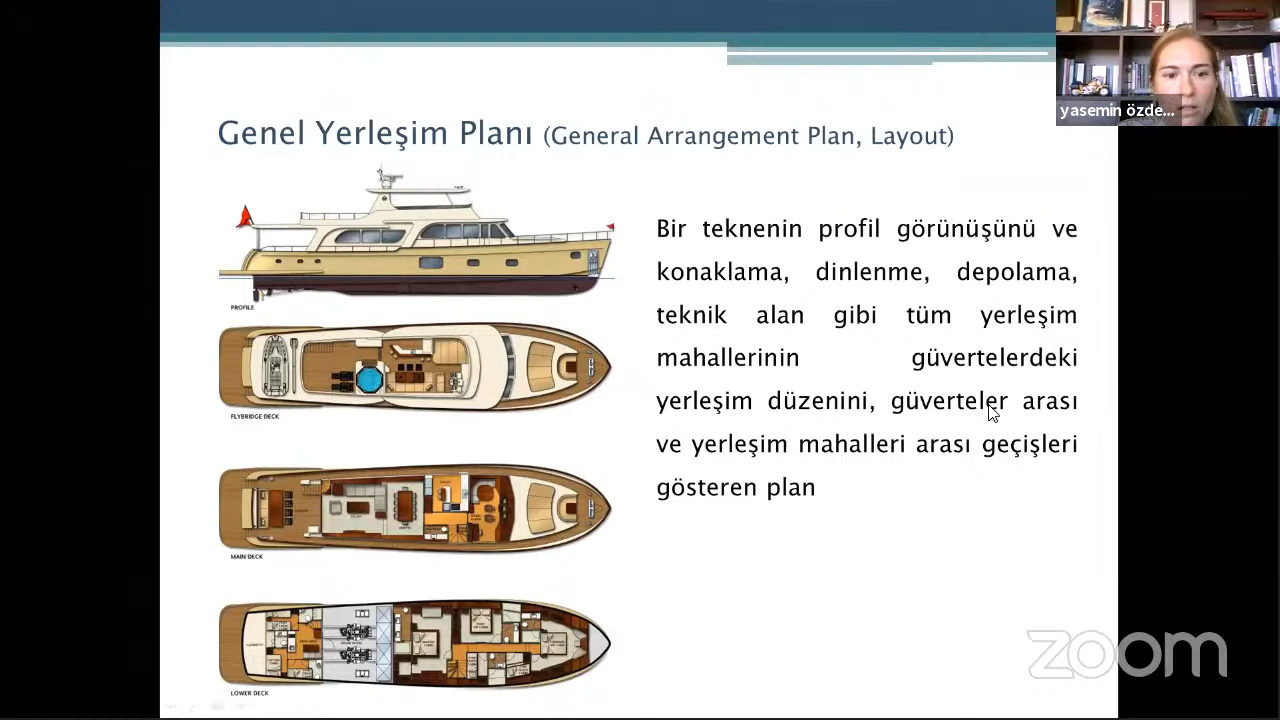 yasemin özde...
Genel Yerleşim Planı (General Arrangement Plan, Layout)
PROFILE
FLYBRIDGE DECK
MAIN DECK
LOWER DECK
Bir teknenin profil görünüşünü ve
konaklama, dinlenme, depolama,
teknik alan gibi tüm yerleşim
mahallerinin güvertelerdeki
yerleşim düzenini, güverteler arası
ve yerleşim mahalleri arası geçişleri
gösteren plan
zoom